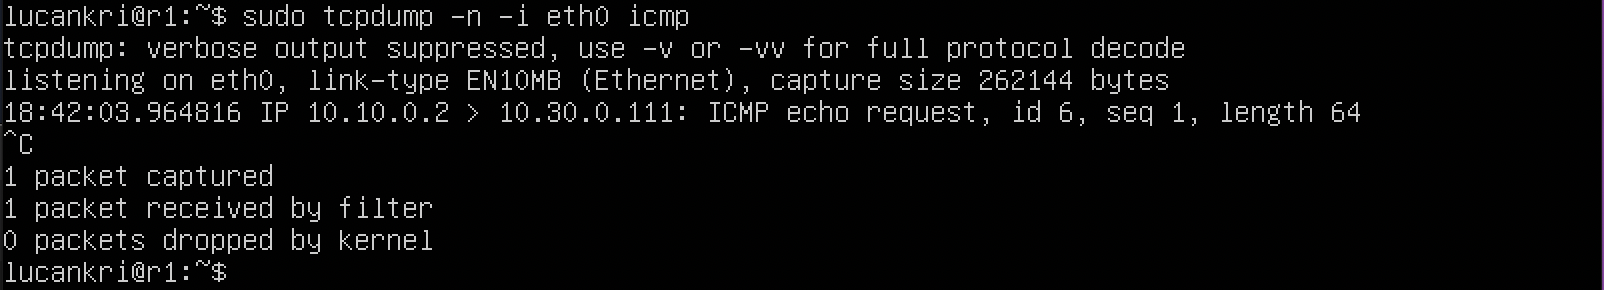 lucankri@r1:~$ sudo tcpdump -n -i eth0 icmp
tcpdump: verbose output suppressed, use -v or -vv for full protocol decode
listening on eth0, link-type EN10MB (Ethernet), capture size 262144 bytes
18:42:03.964816 IP 10.10.0.2 > 10.30.0.111: ICMP echo request, id 6, seq 1, length 64
^C
1 packet captured
1 packet received by filter
0 packets dropped by kernel
lucankri@r1:~$